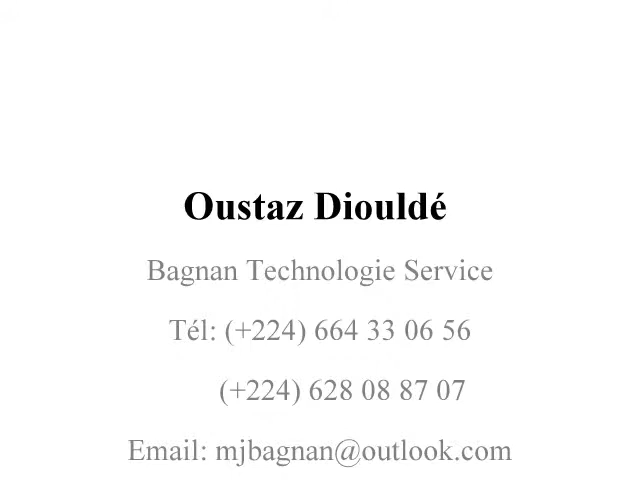 Oustaz Diouldé
Bagnan Technologie Service
Tél: (+224) 664 33 06 56
(+224) 628 08 87 07
Email: mjbagnan@outlook.com